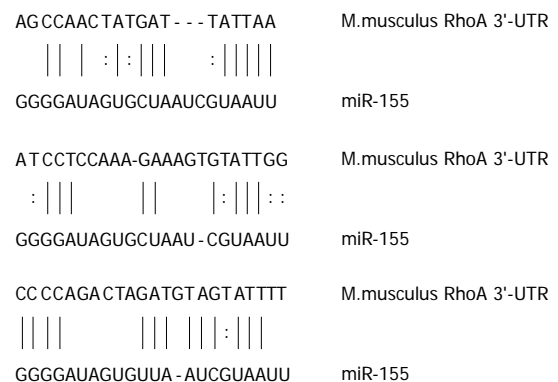 AGCCAACTATGAT---TATTAA M.musculus RhoA 3'-UTR
GGGGAUAGUGCUAAUCGUAAUU miR-155
ATCCTCCAAA-GAAAGTGTATTGG M.musculus RhoA 3'-UTR
GGGGAUAGUGCUAAU-CGUAAUU miR-155
CCCCAGACTAGATGTAGTATTTT M.musculus RhoA 3'-UTR
GGGGAUAGUGUUA-AUCGUAAUU miR-155